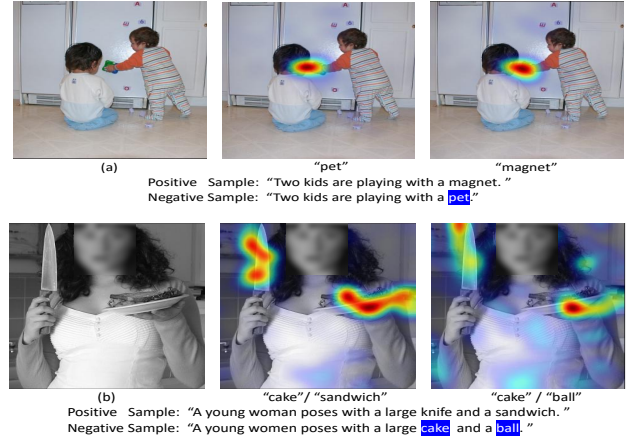 (a) “pet” “magnet”
Positive Sample: “Two kids are playing with a magnet. ”
Negative Sample: “Two kids are playing with a pet.”
(b) “cake”/ “sandwich” “cake” / “ball”
Positive Sample: “A young woman poses with a large knife and a sandwich. ”
Negative Sample: “A young women poses with a large cake and a ball. ”